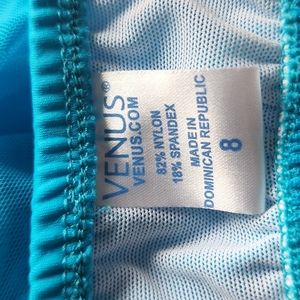 VENUS®
VENUS.COM
82% NYLON
18% SPANDEX
MADE IN
DOMINICAN REPUBLIC
8